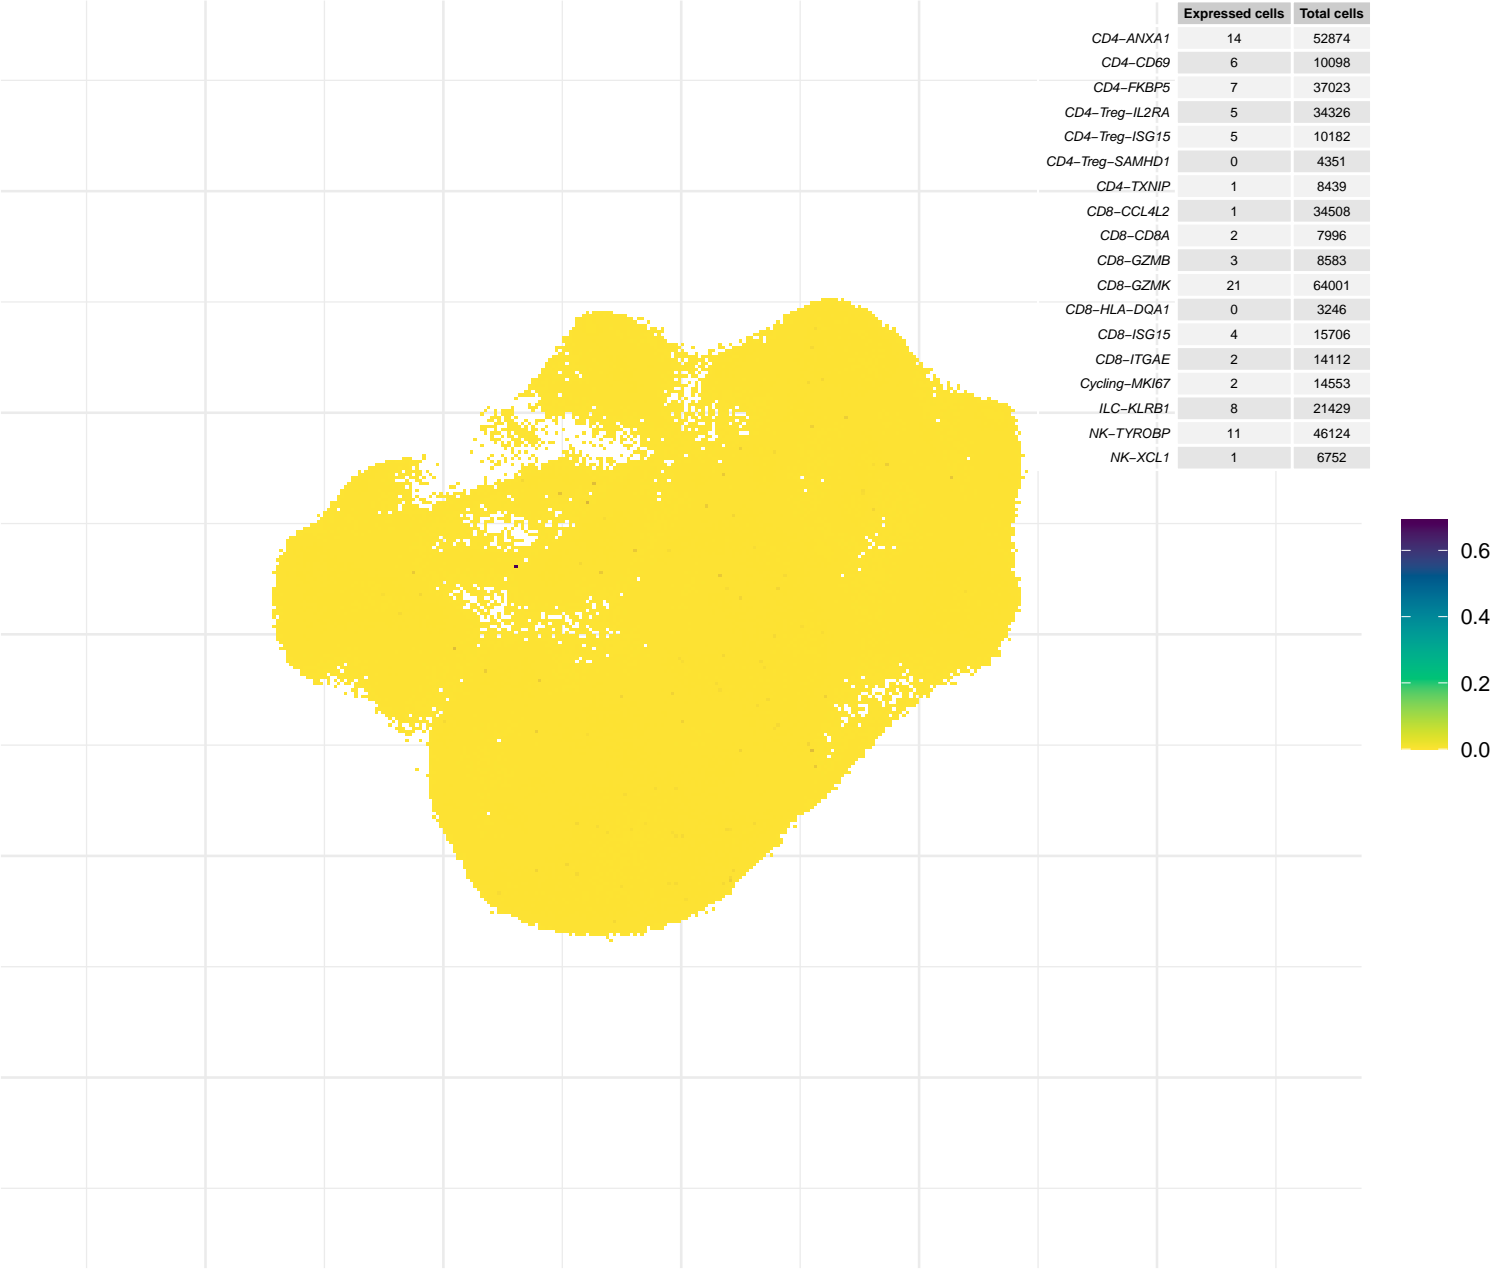 Expressed cells Total cells
CD4−ANXA1 14 52874
CD4−CD69 6 10098
CD4−FKBP5 7 37023
CD4−Treg−IL2RA 5 34326
CD4−Treg−ISG15 5 10182
CD4−Treg−SAMHD1 0 4351
CD4−TXNIP 1 8439
CD8−CCL4L2 1 34508
CD8−CD8A 2 7996
CD8−GZMB 3 8583
CD8−GZMK 21 64001
CD8−HLA−DQA1 0 3246
CD8−ISG15 4 15706
CD8−ITGAE 2 14112
Cycling−MKI67 2 14553
ILC−KLRB1 8 21429
NK−TYROBP 11 46124
NK−XCL1 1 6752
0.6
0.4
0.2
0.0